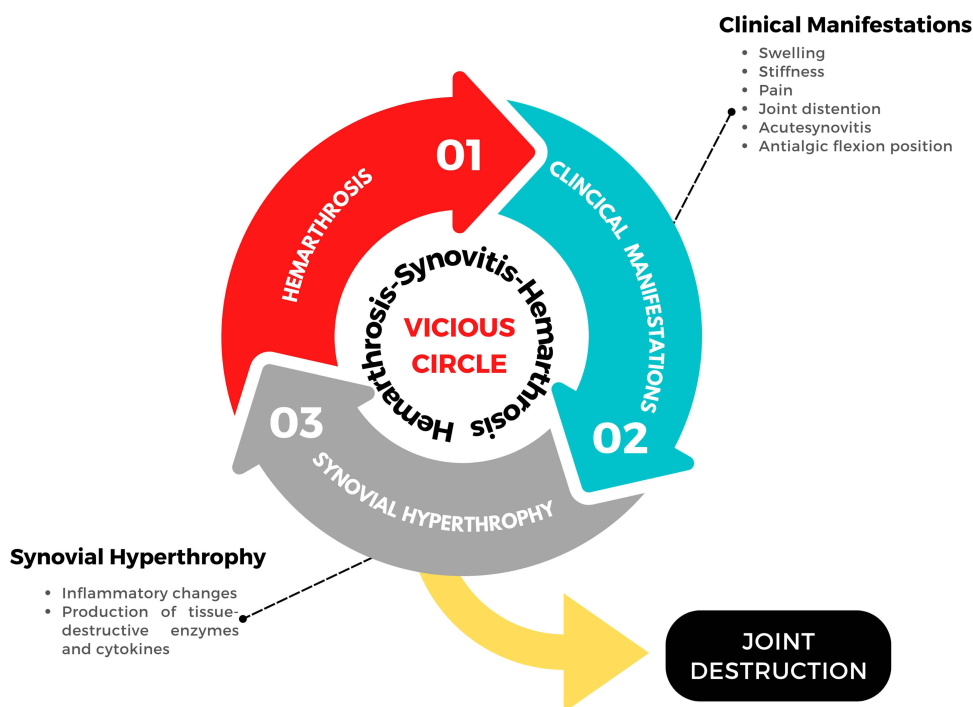 Clinical Manifestations
• Swelling
• Stiffness
• Pain
• Joint distention
• Acutesynovitis
• Antialgic flexion position
01
HEMARTHROSIS
CLINCICAL MANIFESTATIONS
02
Hemarthrosis-Synovitis-Hemarthrosis
VICIOUS
CIRCLE
03
SYNOVIAL HYPERTHROPHY
Synovial Hyperthrophy
• Inflammatory changes
• Production of tissue-
destructive enzymes
and cytokines
JOINT
DESTRUCTION